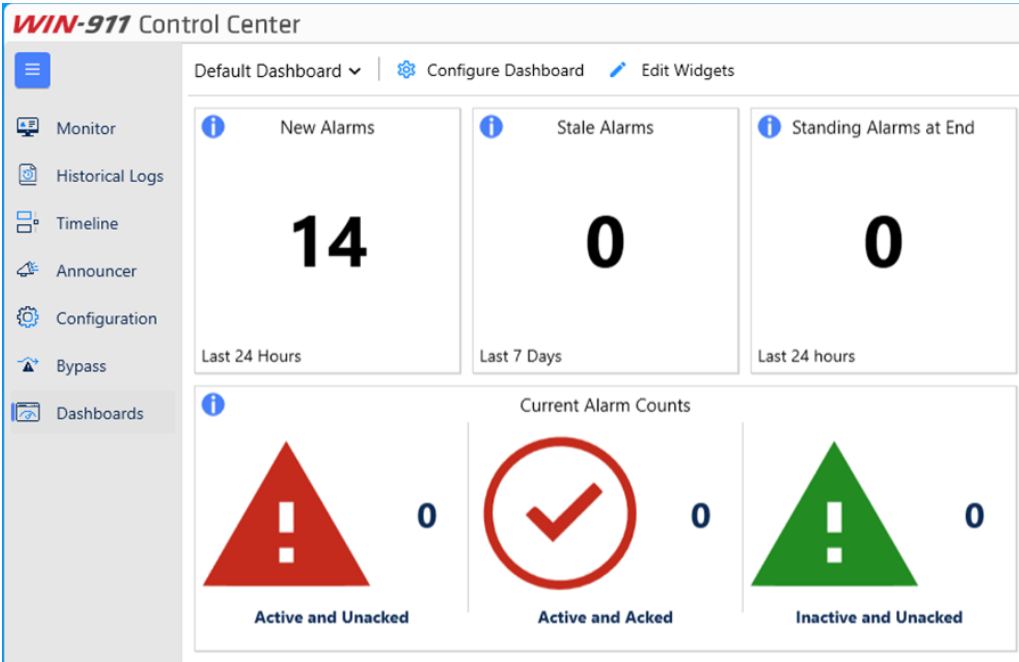 WIN-911 Control Center
Default Dashboard Configure Dashboard Edit Widgets
Monitor
Historical Logs
Timeline
Announcer
Configuration
Bypass
Dashboards
New Alarms
14
Last 24 Hours
Stale Alarms
0
Last 7 Days
Standing Alarms at End
0
Last 24 hours
Current Alarm Counts
0
Active and Unacked
0
Active and Acked
0
Inactive and Unacked